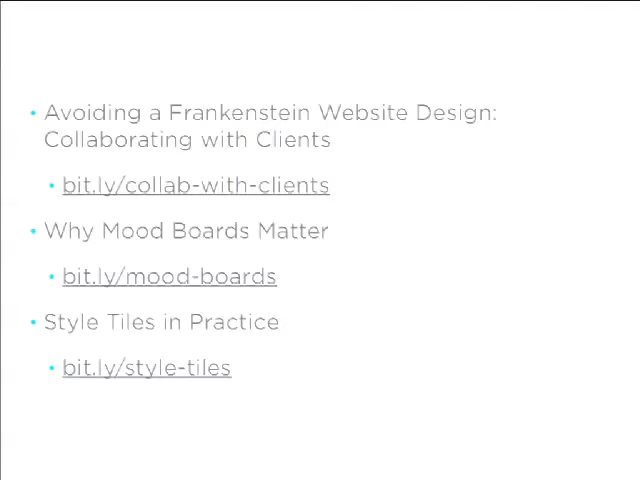 • Avoiding a Frankenstein Website Design:
Collaborating with Clients
• bit.ly/collab-with-clients
• Why Mood Boards Matter
• bit.ly/mood-boards
• Style Tiles in Practice
• bit.ly/style-tiles